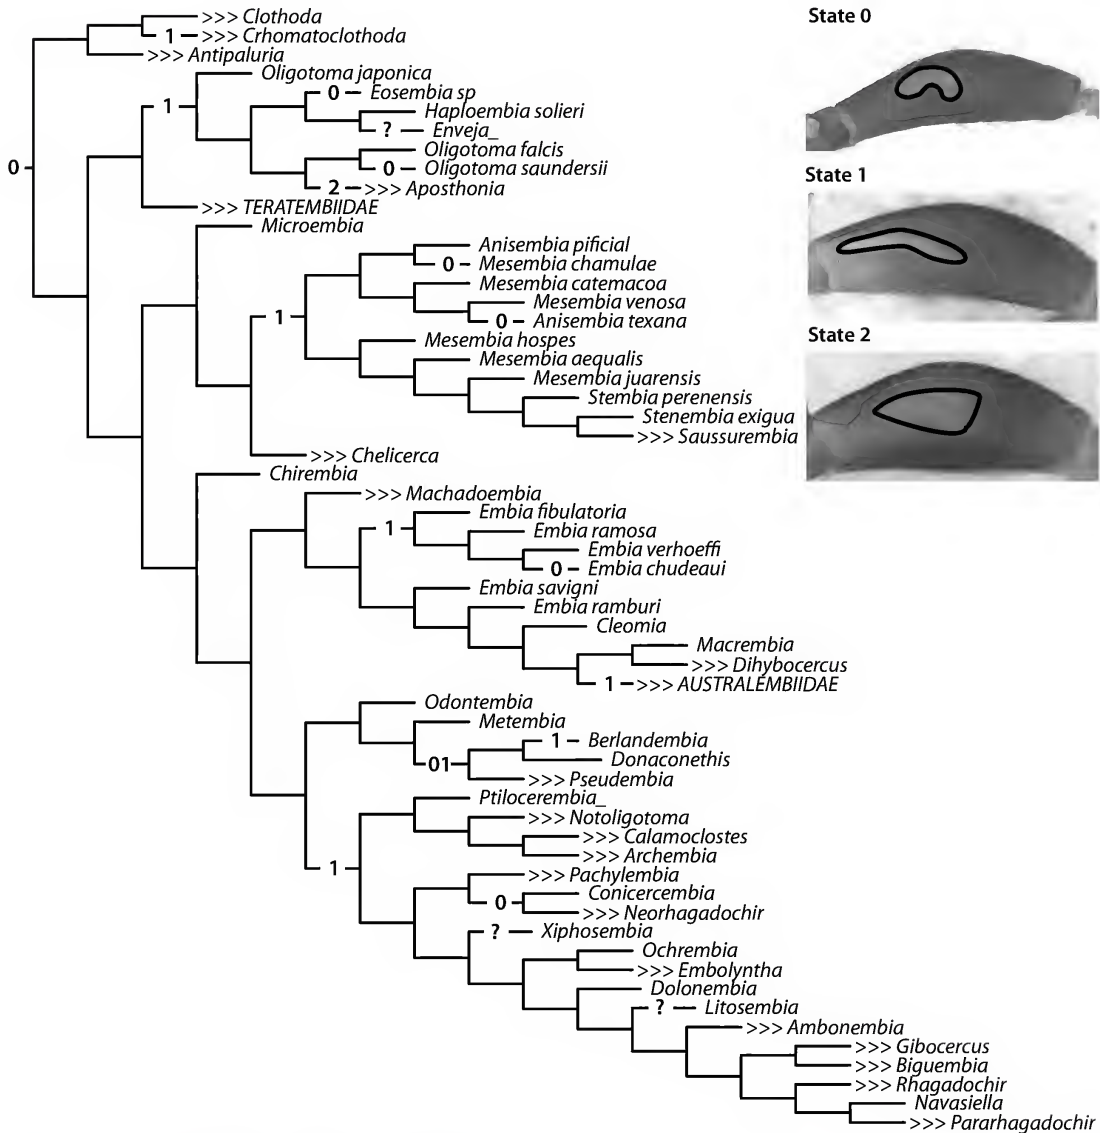 >>> Clothoda
1 >>> Crhomatoclothoda
>>> Antipaluria
Oligotoma japonica
1
0 Eosembia sp
Haploembia solieri
? Enveja_
Oligotoma falcis
0
0 Oligotoma saundersii
2 >>> Aposthonia
>>> TERATEMBIIDAE
Microembia
Anisembia pificial
0 Mesembia chamulae
Mesembia catemacoa
Mesembia venosa
1
0 Anisembia texana
Mesembia hospes
Mesembia aequalis
Mesembia juarensis
Stembia perenensis
Stenembia exigua
>>> Saussurembia
>>> Chelicerca
Chirembia
>>> Machadoembia
Embia fibulatoria
1
Embia ramosa
Embia verhoeffi
0 Embia chudeaui
Embia savigni
Embia ramburi
Cleomia
Macrembia
>>> Dihybocercus
1 >>> AUSTRALEMBIIDAE
Odontembia
Metembia
1 Berlandembia
Donaconethis
01
>>> Pseudembia
Ptilocerembia_
>>> Notoligotoma
>>> Calamoclostes
>>> Archembia
1
>>> Pachylembia
Conicercembia
0
>>> Neorhagadochir
? Xiphosembia
Ochrembia
>>> Embolyntha
Dolonembia
? Litosembia
>>> Ambonembia
>>> Gibocercus
>>> Biguembia
>>> Rhagadochir
Navasiella
>>> Pararhagadochir
State 0
State 1
State 2